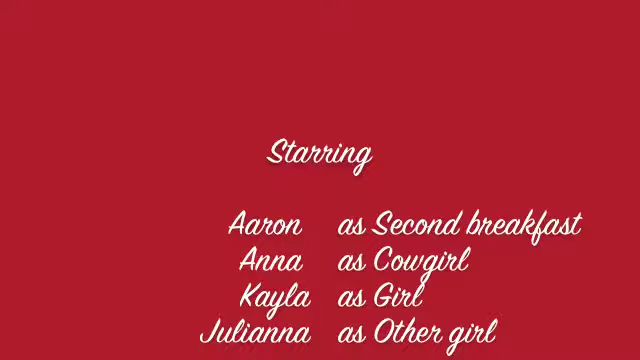 Starring
Aaron as Second breakfast
Anna as Cowgirl
Kayla as Girl
Julianna as Other girl